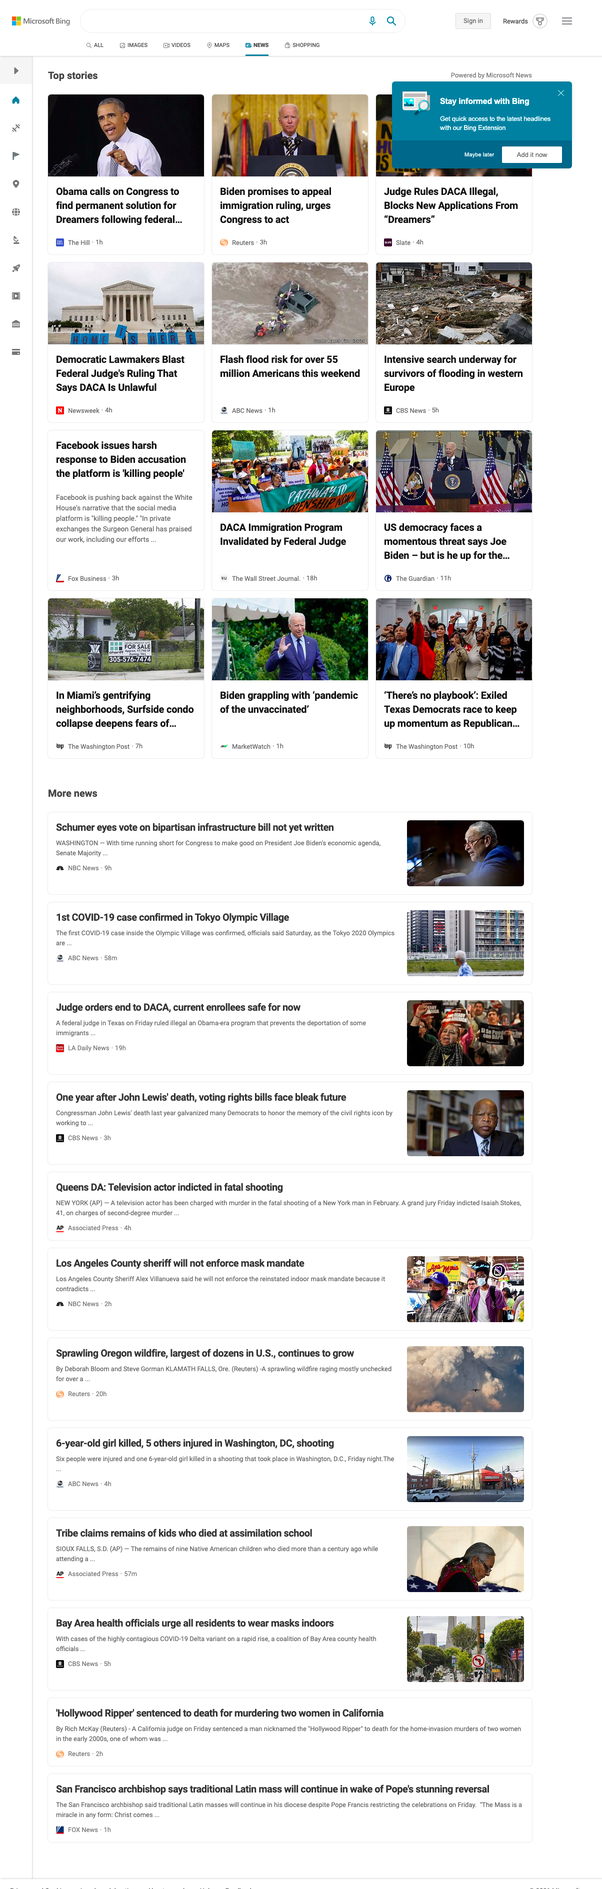 Microsoft Bing
Sign in
Rewards
ALL
IMAGES
VIDEOS
MAPS
NEWS
SHOPPING
Top stories
Powered by Microsoft News
Stay informed with Bing
Get quick access to the latest headlines
with our Bing Extension
Maybe later
Add it now
Obama calls on Congress to
find permanent solution for
Dreamers following federal...
The Hill · 1h
Biden promises to appeal
immigration ruling, urges
Congress to act
Reuters · 3h
Judge Rules DACA Illegal,
Blocks New Applications From
“Dreamers”
Slate · 4h
Democratic Lawmakers Blast
Federal Judge's Ruling That
Says DACA Is Unlawful
Newsweek · 4h
Flash flood risk for over 55
million Americans this weekend
ABC News · 1h
Intensive search underway for
survivors of flooding in western
Europe
CBS News · 5h
Facebook issues harsh
response to Biden accusation
the platform is 'killing people'
Facebook is pushing back against the White
House's narrative that the social media
platform is "killing people." "In private
exchanges the Surgeon General has praised
our work, including our efforts ...
Fox Business · 3h
PATHWAY TO
CITIZENSHIP NOW!
DACA Immigration Program
Invalidated by Federal Judge
The Wall Street Journal. · 18h
US democracy faces a
momentous threat says Joe
Biden – but is he up for the...
The Guardian · 11h
FOR SALE
305-576-7474
In Miami’s gentrifying
neighborhoods, Surfside condo
collapse deepens fears of...
The Washington Post · 7h
Biden grappling with ‘pandemic
of the unvaccinated’
MarketWatch · 1h
‘There’s no playbook’: Exiled
Texas Democrats race to keep
up momentum as Republican...
The Washington Post · 10h
More news
Schumer eyes vote on bipartisan infrastructure bill not yet written
WASHINGTON — With time running short for Congress to make good on President Joe Biden's economic agenda,
Senate Majority ...
NBC News · 9h
1st COVID-19 case confirmed in Tokyo Olympic Village
The first COVID-19 case inside the Olympic Village was confirmed, officials said Saturday, as the Tokyo 2020 Olympics
are ...
ABC News · 58m
Judge orders end to DACA, current enrollees safe for now
A federal judge in Texas on Friday ruled illegal an Obama-era program that prevents the deportation of some
immigrants ...
LA Daily News · 19h
One year after John Lewis' death, voting rights bills face bleak future
Congressman John Lewis' death last year galvanized many Democrats to honor the memory of the civil rights icon by
working to ...
CBS News · 3h
Queens DA: Television actor indicted in fatal shooting
NEW YORK (AP) — A television actor has been charged with murder in the fatal shooting of a New York man in February. A grand jury Friday indicted Isaiah Stokes,
41, on charges of second-degree murder ...
AP Associated Press · 4h
Los Angeles County sheriff will not enforce mask mandate
Los Angeles County Sheriff Alex Villanueva said he will not enforce the reinstated indoor mask mandate because it
contradicts ...
NBC News · 2h
Sprawling Oregon wildfire, largest of dozens in U.S., continues to grow
By Deborah Bloom and Steve Gorman KLAMATH FALLS, Ore. (Reuters) -A sprawling wildfire raging mostly unchecked
for over a ...
Reuters · 20h
6-year-old girl killed, 5 others injured in Washington, DC, shooting
Six people were injured and one 6-year-old girl killed in a shooting that took place in Washington, D.C., Friday night.The
...
ABC News · 4h
Tribe claims remains of kids who died at assimilation school
SIOUX FALLS, S.D. (AP) — The remains of nine Native American children who died more than a century ago while
attending a ...
AP Associated Press · 57m
Bay Area health officials urge all residents to wear masks indoors
With cases of the highly contagious COVID-19 Delta variant on a rapid rise, a coalition of Bay Area county health
officials ...
CBS News · 5h
'Hollywood Ripper' sentenced to death for murdering two women in California
By Rich McKay (Reuters) - A California judge on Friday sentenced a man nicknamed the "Hollywood Ripper" to death for the home-invasion murders of two women
in the early 2000s, one of whom was ...
Reuters · 2h
San Francisco archbishop says traditional Latin mass will continue in wake of Pope's stunning reversal
The San Francisco archbishop said traditional Latin masses will continue in his diocese despite Pope Francis restricting the celebrations on Friday. "The Mass is a
miracle in any form: Christ comes ...
FOX News · 1h